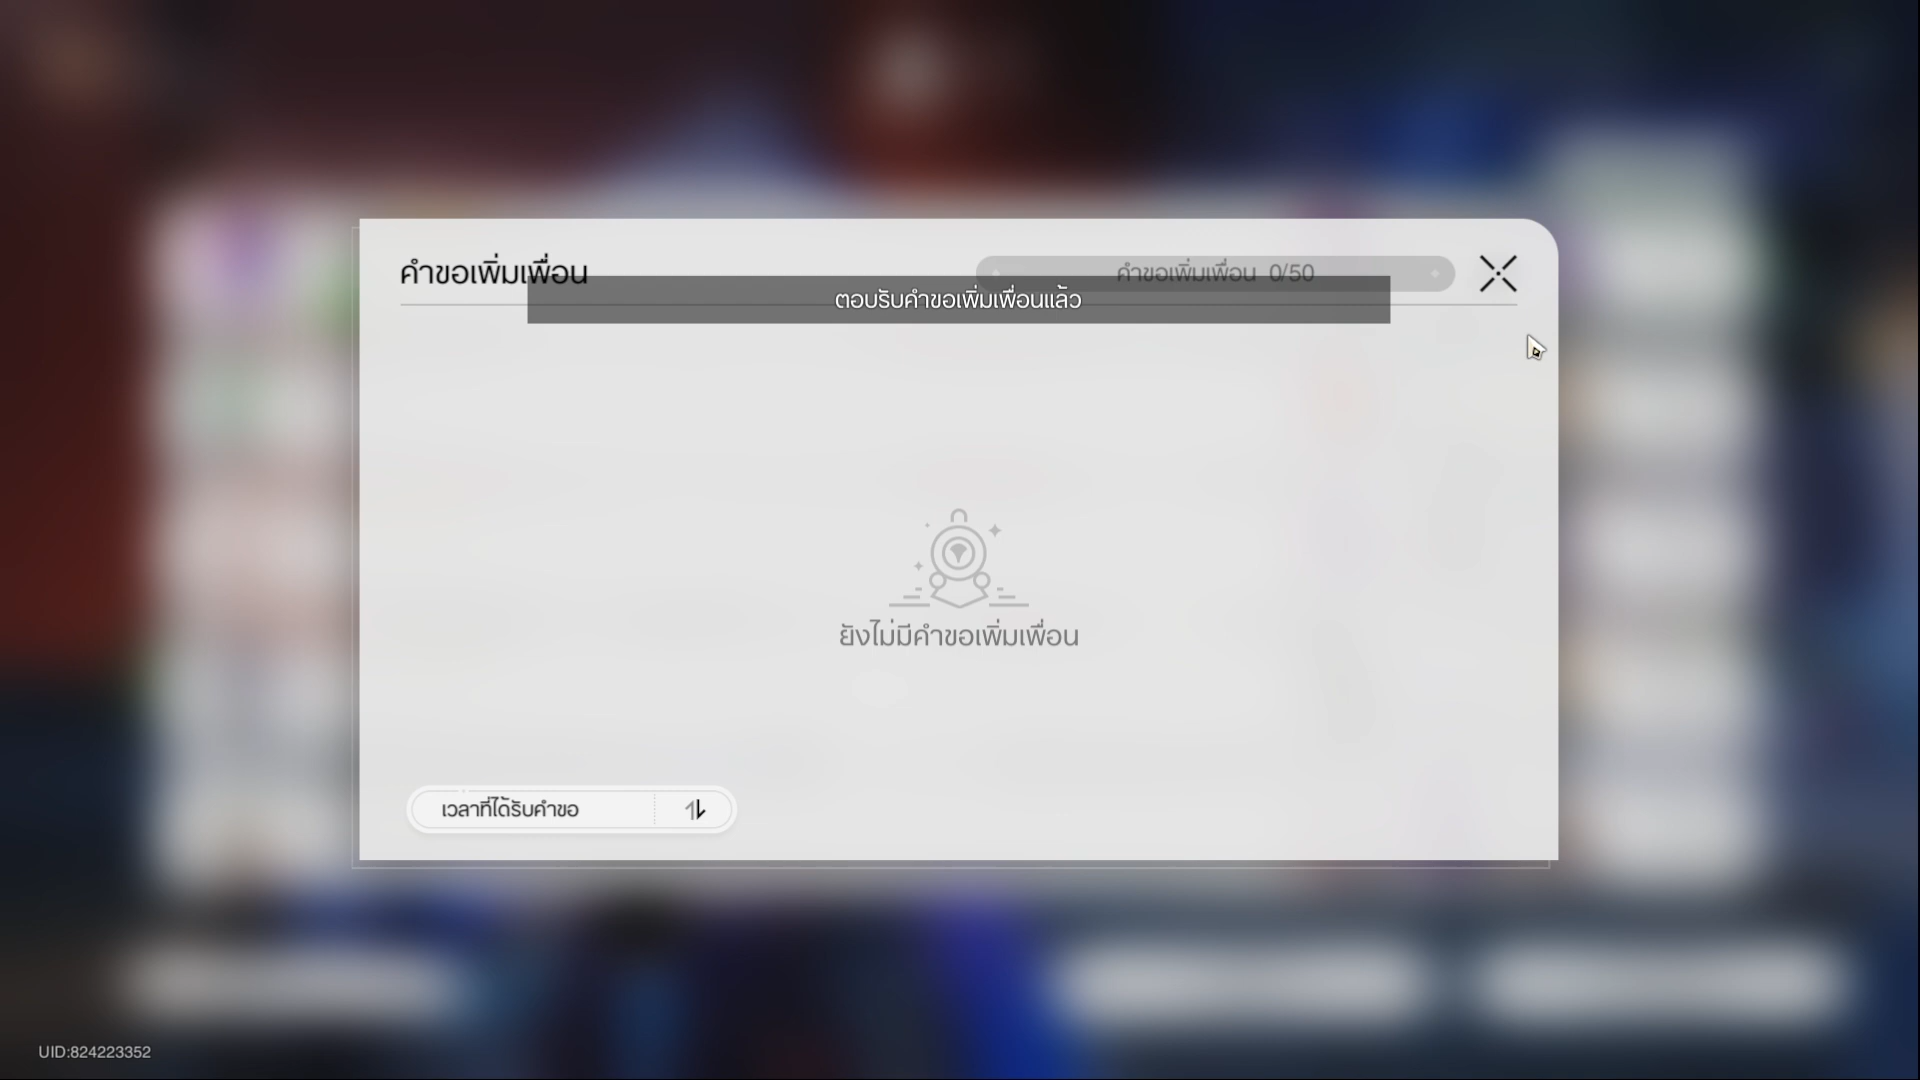 คำขอเพิ่มเพื่อน
คำขอเพิ่มเพื่อน 0/50
ตอบรับคำขอเพิ่มเพื่อนแล้ว
ยังไม่มีคำขอเพิ่มเพื่อน
เวลาที่ได้รับคำขอ
UID:824223352